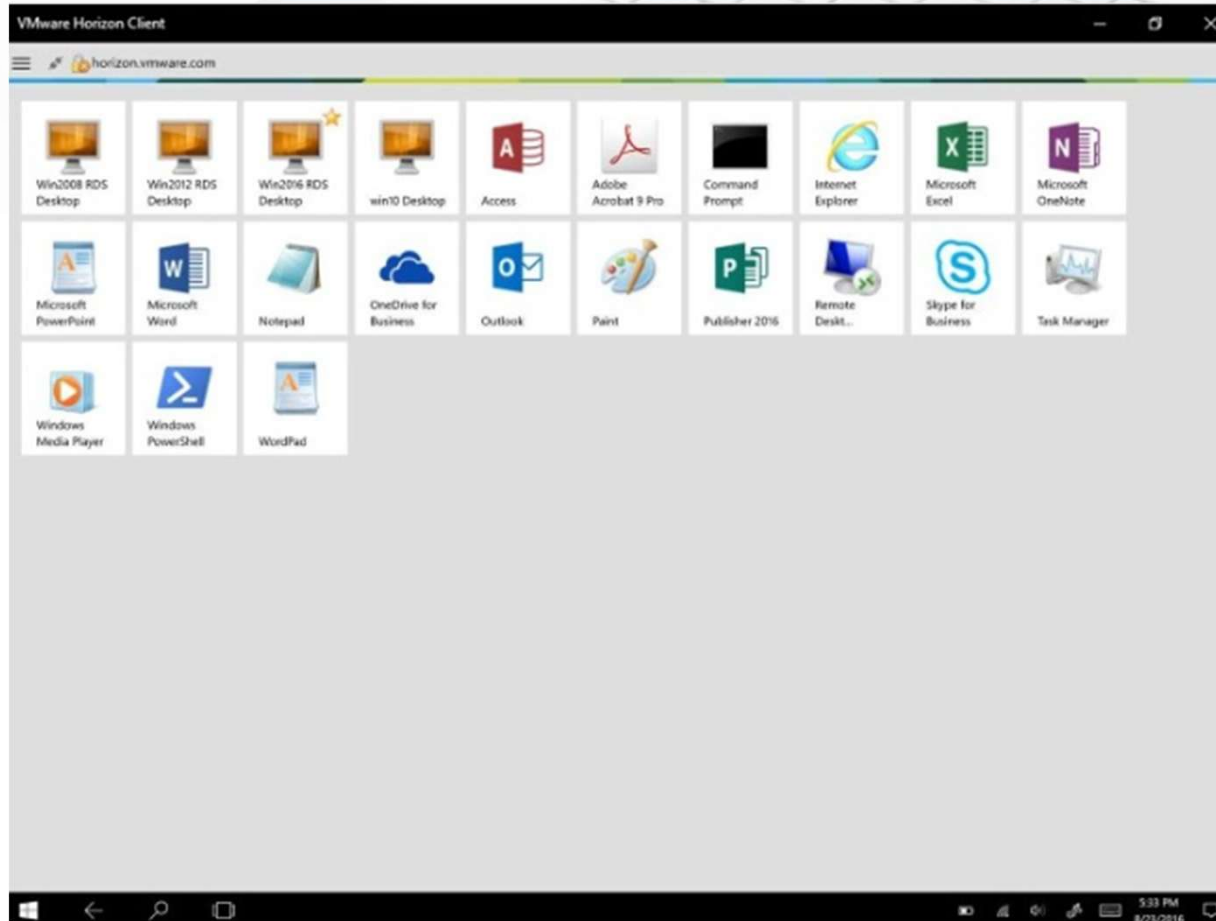 VMware Horizon Client
horizon.vmware.com
Win2008 RDS
Desktop
Win2012 RDS
Desktop
Win2016 RDS
Desktop
win10 Desktop
Access
Adobe
Acrobat 9 Pro
Command
Prompt
Internet
Explorer
Microsoft
Excel
Microsoft
OneNote
Microsoft
PowerPoint
Microsoft
Word
Notepad
OneDrive for
Business
Outlook
Paint
Publisher 2016
Remote
Deskt...
Skype for
Business
Task Manager
Windows
Media Player
Windows
PowerShell
WordPad
5:33 PM
8/23/2016